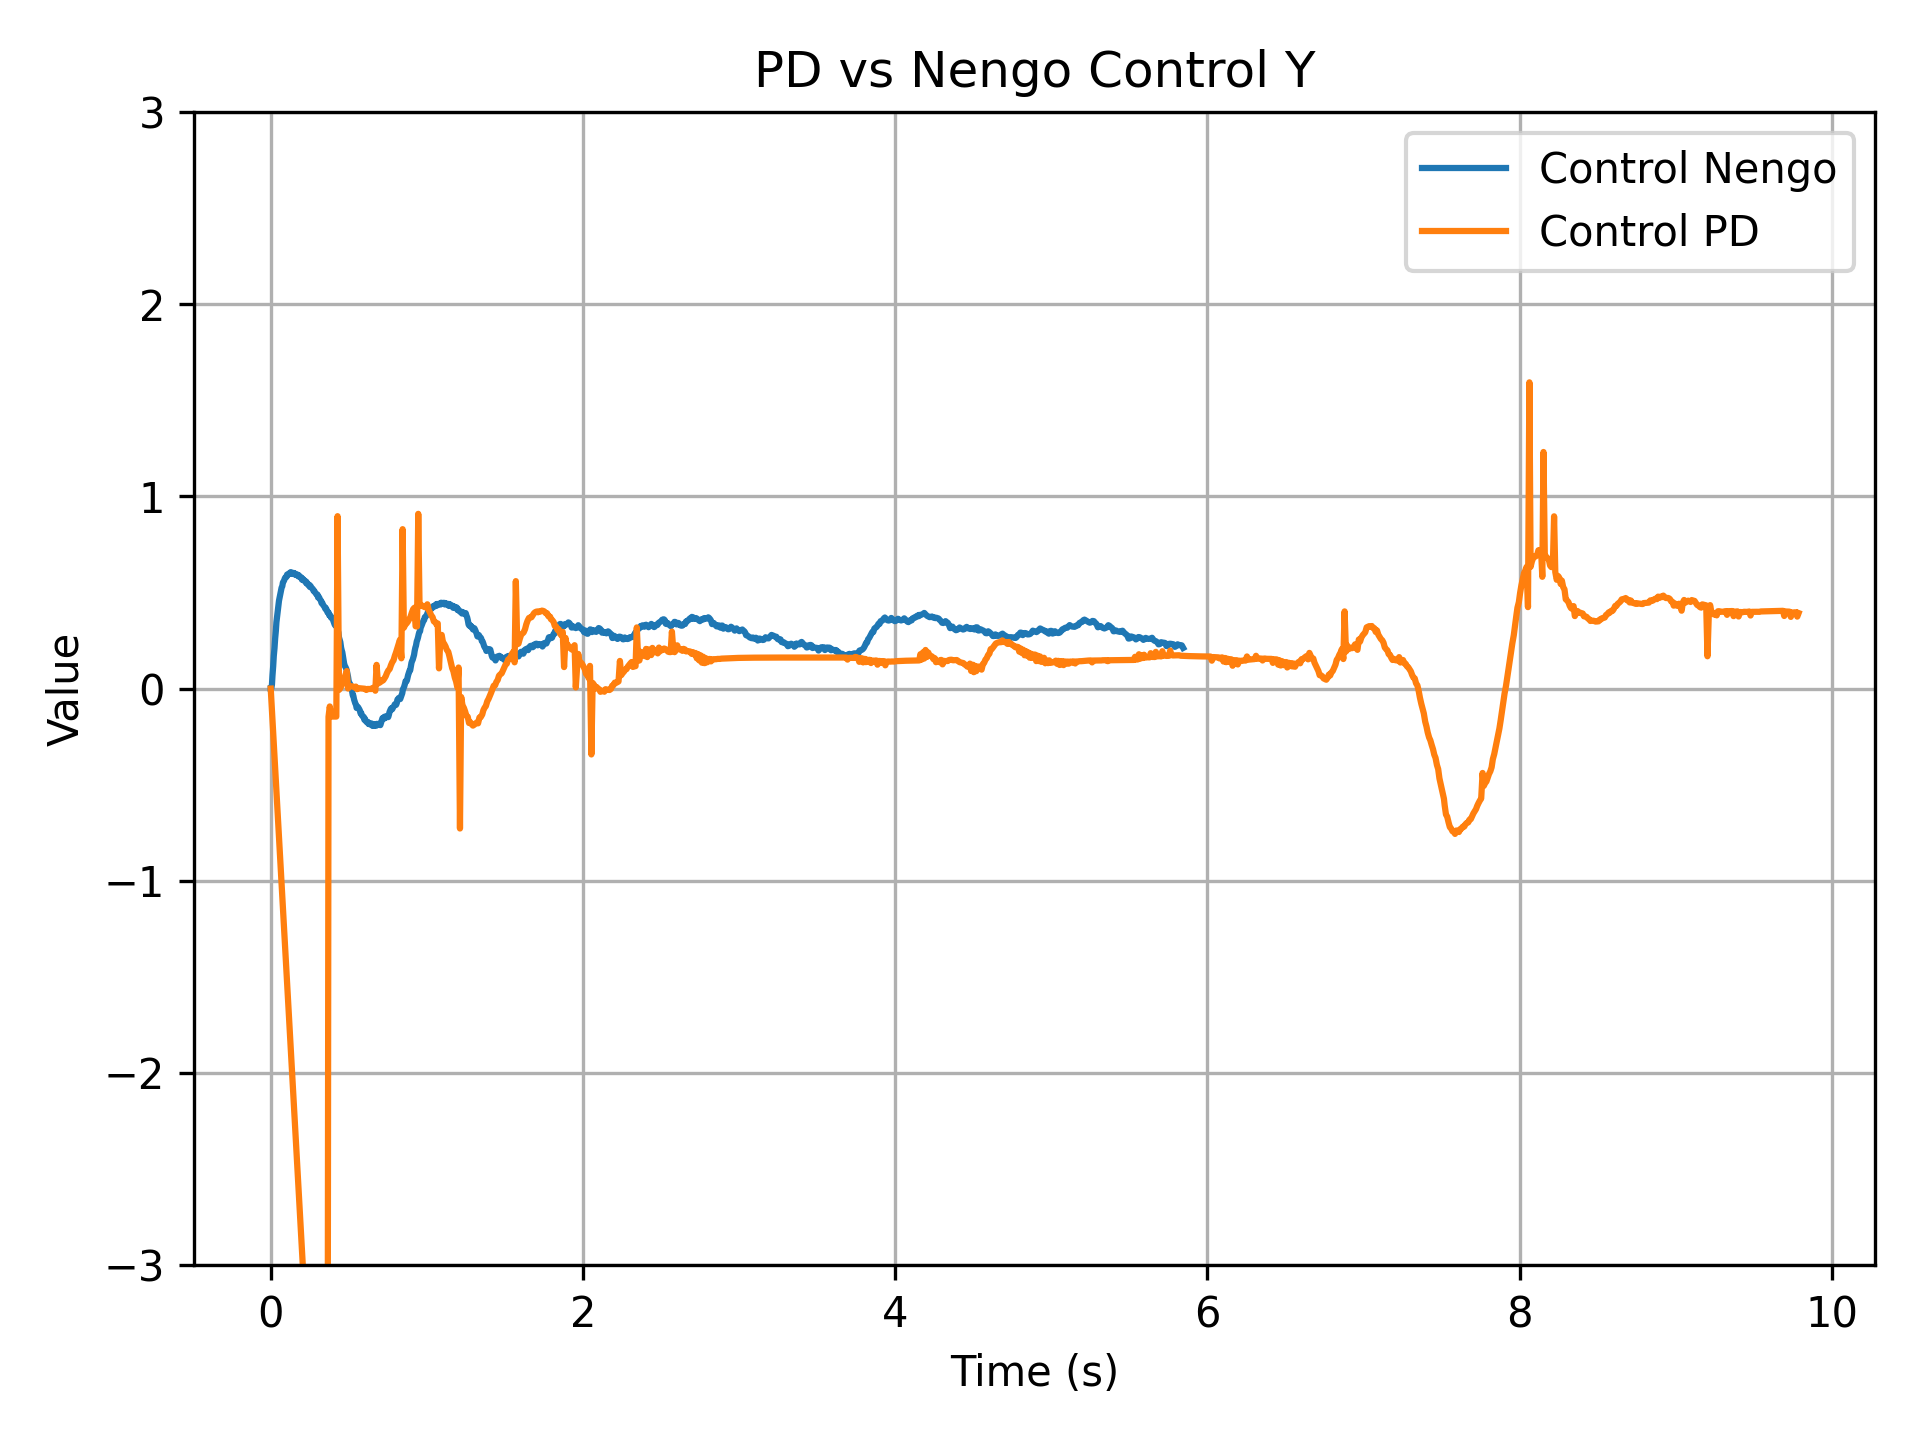 PD vs Nengo Control Y
Control Nengo
Control PD
3
2
1
0
−1
−2
−3
Value
0 2 4 6 8 10
Time (s)